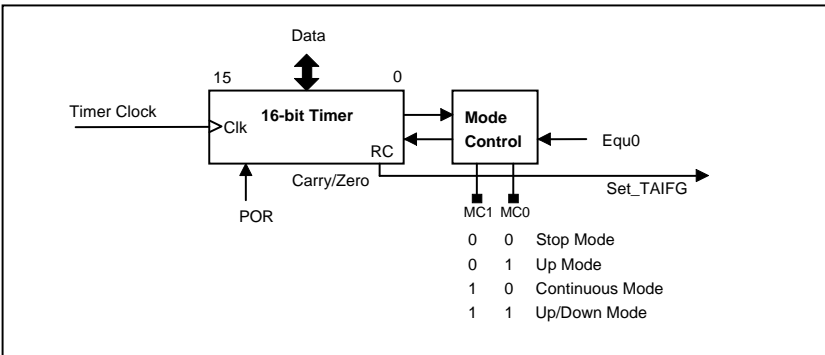 Data
15 0
Timer Clock
16-bit Timer
Clk
RC
Mode
Control
Equ0
Carry/Zero
Set_TAIFG
POR
MC1 MC0
0 0 Stop Mode
0 1 Up Mode
1 0 Continuous Mode
1 1 Up/Down Mode